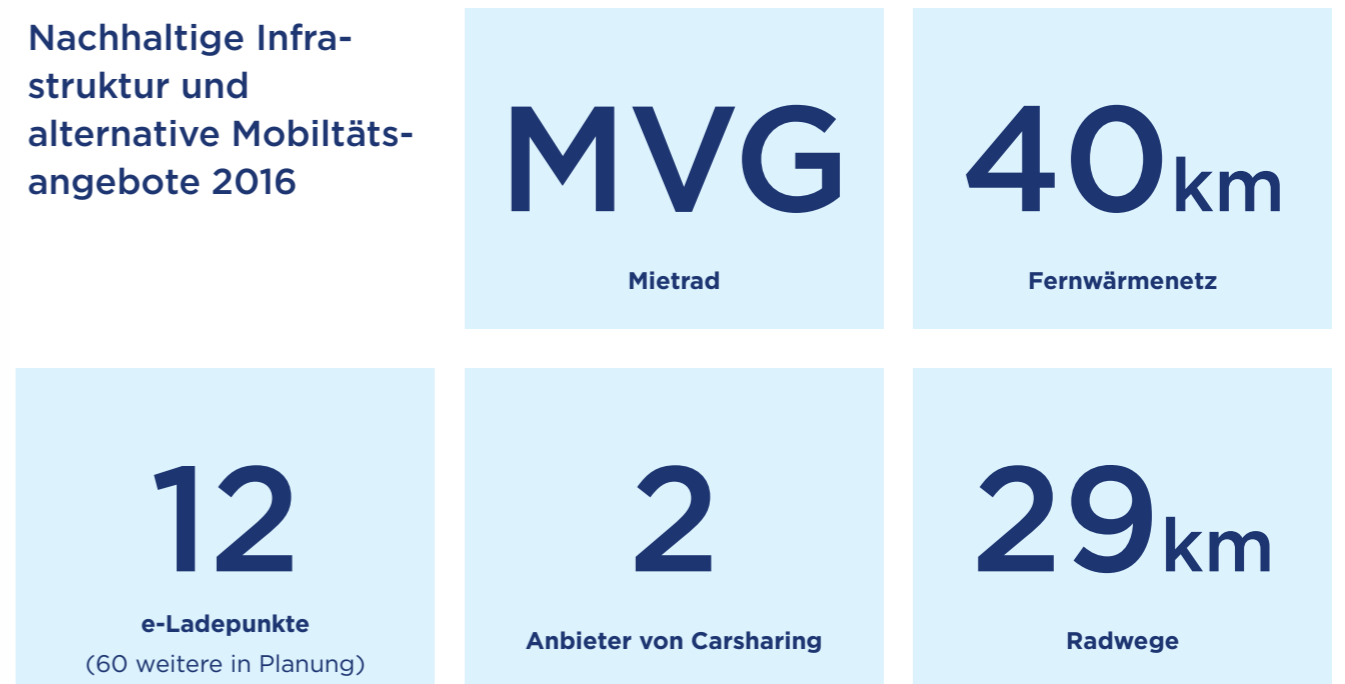 Nachhaltige Infra-
struktur und
alternative Mobiltäts-
angebote 2016
MVG
Mietrad
40km
Fernwärmenetz
12
e-Ladepunkte
(60 weitere in Planung)
2
Anbieter von Carsharing
29km
Radwege